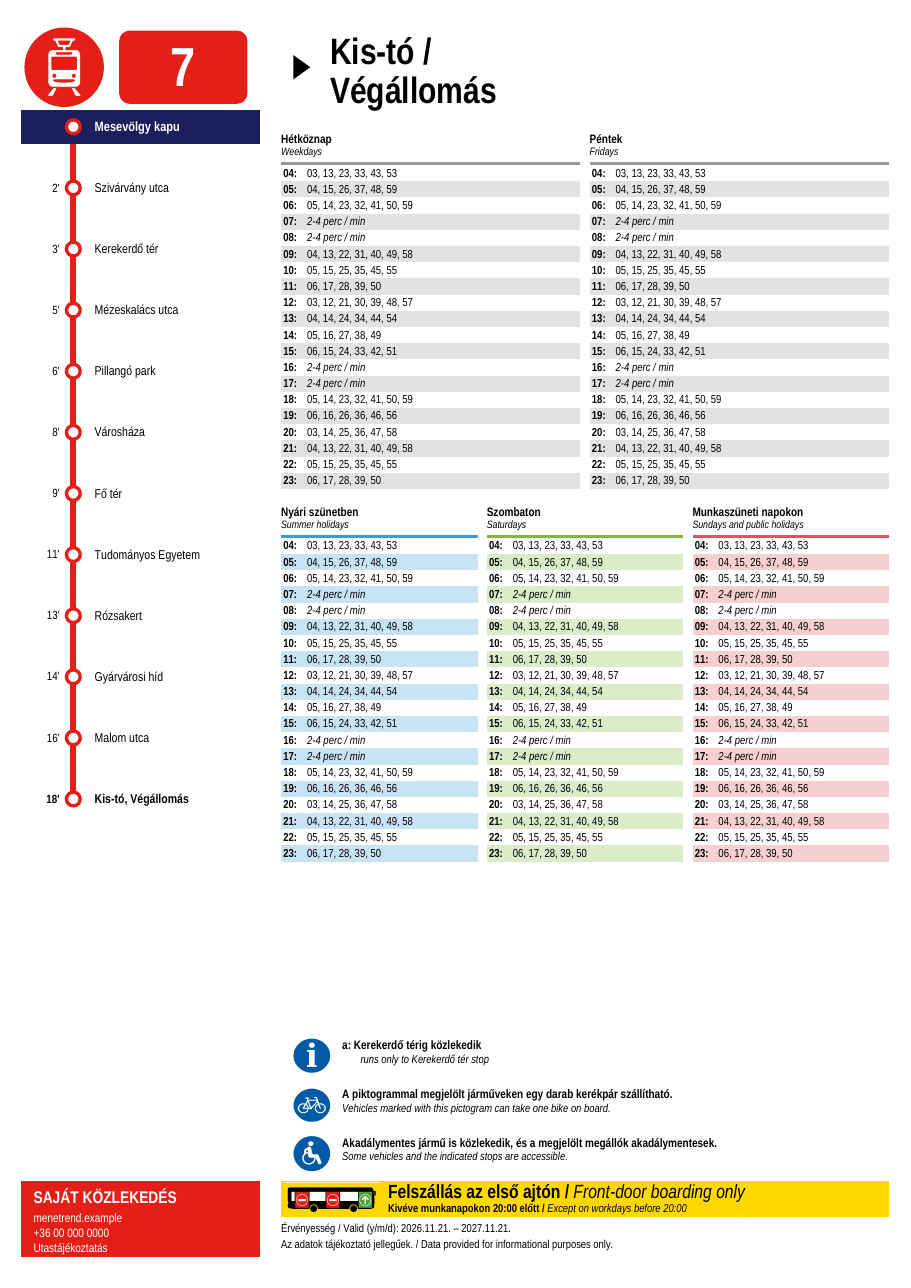 7
Kis-tó /
Végállomás
Mesevölgy kapu
2' Szivárvány utca
3' Kerekerdő tér
5' Mézeskalács utca
6' Pillangó park
8' Városháza
9' Fő tér
11' Tudományos Egyetem
13' Rózsakert
14' Gyárvárosi híd
16' Malom utca
18' Kis-tó, Végállomás
Hétköznap
Weekdays
04: 03, 13, 23, 33, 43, 53
05: 04, 15, 26, 37, 48, 59
06: 05, 14, 23, 32, 41, 50, 59
07: 2-4 perc / min
08: 2-4 perc / min
09: 04, 13, 22, 31, 40, 49, 58
10: 05, 15, 25, 35, 45, 55
11: 06, 17, 28, 39, 50
12: 03, 12, 21, 30, 39, 48, 57
13: 04, 14, 24, 34, 44, 54
14: 05, 16, 27, 38, 49
15: 06, 15, 24, 33, 42, 51
16: 2-4 perc / min
17: 2-4 perc / min
18: 05, 14, 23, 32, 41, 50, 59
19: 06, 16, 26, 36, 46, 56
20: 03, 14, 25, 36, 47, 58
21: 04, 13, 22, 31, 40, 49, 58
22: 05, 15, 25, 35, 45, 55
23: 06, 17, 28, 39, 50
Péntek
Fridays
04: 03, 13, 23, 33, 43, 53
05: 04, 15, 26, 37, 48, 59
06: 05, 14, 23, 32, 41, 50, 59
07: 2-4 perc / min
08: 2-4 perc / min
09: 04, 13, 22, 31, 40, 49, 58
10: 05, 15, 25, 35, 45, 55
11: 06, 17, 28, 39, 50
12: 03, 12, 21, 30, 39, 48, 57
13: 04, 14, 24, 34, 44, 54
14: 05, 16, 27, 38, 49
15: 06, 15, 24, 33, 42, 51
16: 2-4 perc / min
17: 2-4 perc / min
18: 05, 14, 23, 32, 41, 50, 59
19: 06, 16, 26, 36, 46, 56
20: 03, 14, 25, 36, 47, 58
21: 04, 13, 22, 31, 40, 49, 58
22: 05, 15, 25, 35, 45, 55
23: 06, 17, 28, 39, 50
Nyári szünetben
Summer holidays
04: 03, 13, 23, 33, 43, 53
05: 04, 15, 26, 37, 48, 59
06: 05, 14, 23, 32, 41, 50, 59
07: 2-4 perc / min
08: 2-4 perc / min
09: 04, 13, 22, 31, 40, 49, 58
10: 05, 15, 25, 35, 45, 55
11: 06, 17, 28, 39, 50
12: 03, 12, 21, 30, 39, 48, 57
13: 04, 14, 24, 34, 44, 54
14: 05, 16, 27, 38, 49
15: 06, 15, 24, 33, 42, 51
16: 2-4 perc / min
17: 2-4 perc / min
18: 05, 14, 23, 32, 41, 50, 59
19: 06, 16, 26, 36, 46, 56
20: 03, 14, 25, 36, 47, 58
21: 04, 13, 22, 31, 40, 49, 58
22: 05, 15, 25, 35, 45, 55
23: 06, 17, 28, 39, 50
Szombaton
Saturdays
04: 03, 13, 23, 33, 43, 53
05: 04, 15, 26, 37, 48, 59
06: 05, 14, 23, 32, 41, 50, 59
07: 2-4 perc / min
08: 2-4 perc / min
09: 04, 13, 22, 31, 40, 49, 58
10: 05, 15, 25, 35, 45, 55
11: 06, 17, 28, 39, 50
12: 03, 12, 21, 30, 39, 48, 57
13: 04, 14, 24, 34, 44, 54
14: 05, 16, 27, 38, 49
15: 06, 15, 24, 33, 42, 51
16: 2-4 perc / min
17: 2-4 perc / min
18: 05, 14, 23, 32, 41, 50, 59
19: 06, 16, 26, 36, 46, 56
20: 03, 14, 25, 36, 47, 58
21: 04, 13, 22, 31, 40, 49, 58
22: 05, 15, 25, 35, 45, 55
23: 06, 17, 28, 39, 50
Munkaszüneti napokon
Sundays and public holidays
04: 03, 13, 23, 33, 43, 53
05: 04, 15, 26, 37, 48, 59
06: 05, 14, 23, 32, 41, 50, 59
07: 2-4 perc / min
08: 2-4 perc / min
09: 04, 13, 22, 31, 40, 49, 58
10: 05, 15, 25, 35, 45, 55
11: 06, 17, 28, 39, 50
12: 03, 12, 21, 30, 39, 48, 57
13: 04, 14, 24, 34, 44, 54
14: 05, 16, 27, 38, 49
15: 06, 15, 24, 33, 42, 51
16: 2-4 perc / min
17: 2-4 perc / min
18: 05, 14, 23, 32, 41, 50, 59
19: 06, 16, 26, 36, 46, 56
20: 03, 14, 25, 36, 47, 58
21: 04, 13, 22, 31, 40, 49, 58
22: 05, 15, 25, 35, 45, 55
23: 06, 17, 28, 39, 50
a: Kerekerdő térig közlekedik
runs only to Kerekerdő tér stop
A piktogrammal megjelölt járműveken egy darab kerékpár szállítható.
Vehicles marked with this pictogram can take one bike on board.
Akadálymentes jármű is közlekedik, és a megjelölt megállók akadálymentesek.
Some vehicles and the indicated stops are accessible.
SAJÁT KÖZLEKEDÉS
menetrend.example
+36 00 000 0000
Utastájékoztatás
Felszállás az első ajtón / Front-door boarding only
Kivéve munkanapokon 20:00 előtt / Except on workdays before 20:00
Érvényesség / Valid (y/m/d): 2026.11.21. – 2027.11.21.
Az adatok tájékoztató jellegűek. / Data provided for informational purposes only.